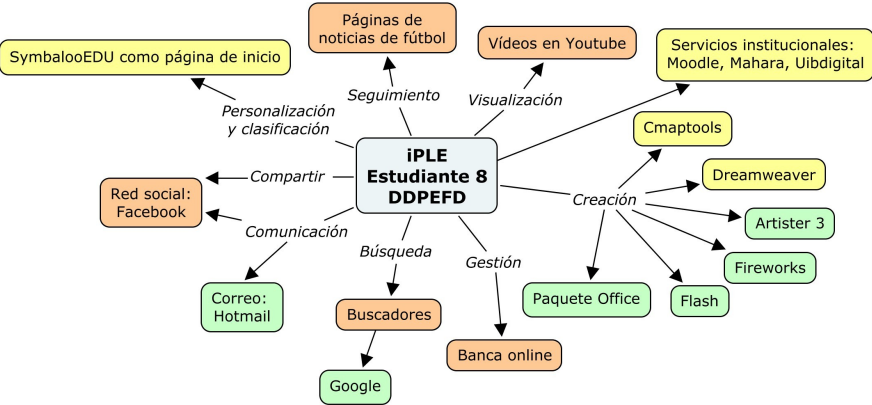 Páginas de
noticias de fútbol
Vídeos en Youtube
Servicios institucionales:
Moodle, Mahara, Uibdigital
SymbalooEDU como página de inicio
Seguimiento
Visualización
Personalización
y clasificación
Cmaptools
iPLE
Estudiante 8
DDPEFD
Dreamweaver
Compartir
Red social:
Facebook
Creación
Artister 3
Comunicación
Búsqueda
Gestión
Fireworks
Correo:
Hotmail
Paquete Office
Flash
Buscadores
Banca online
Google